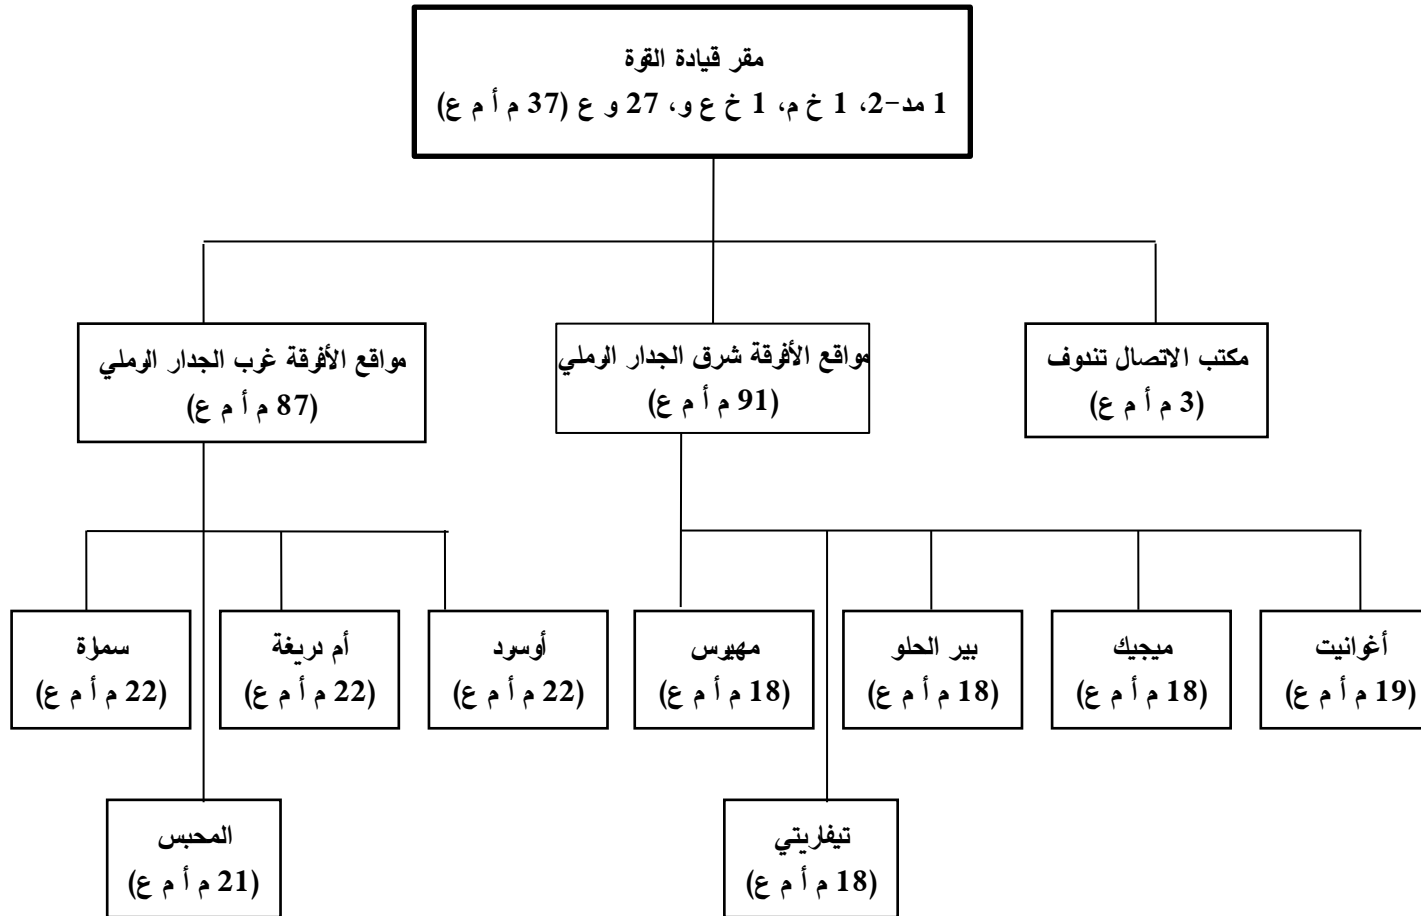 مقر قيادة القوة
1 مد-2، 1 خ م، 1 خ ع و، 27 و ع (37 م أ م ع)
مكتب الاتصال تندوف
(3 م أ م ع)
مواقع الأفرقة شرق الجدار الرملي
(91 م أ م ع)
مواقع الأفرقة غرب الجدار الرملي
(87 م أ م ع)
أغوانيت
(19 م أ م ع)
ميجيك
(18 م أ م ع)
بير الحلو
(18 م أ م ع)
مهيرس
(18 م أ م ع)
أوسرد
(22 م أ م ع)
أم دريغة
(22 م أ م ع)
سمارة
(22 م أ م ع)
تيفاريتي
(18 م أ م ع)
المحبس
(21 م أ م ع)